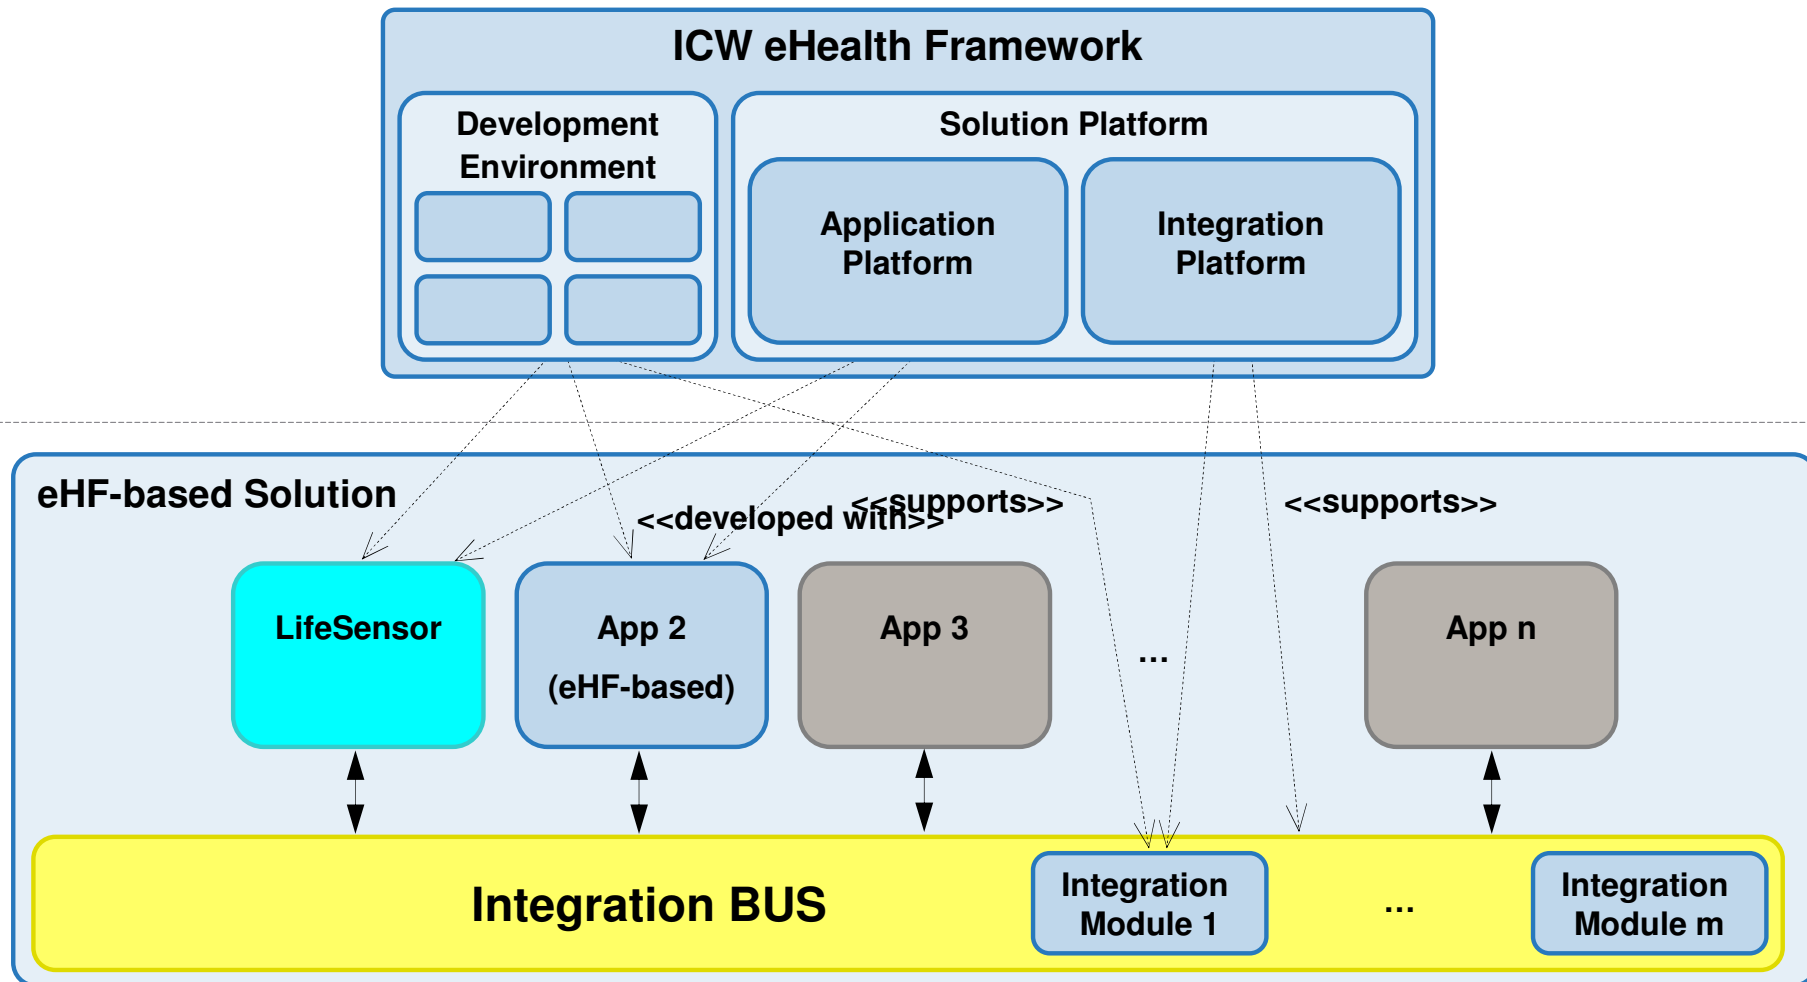 ICW eHealth Framework
Development
Environment
Solution Platform
Application
Platform
Integration
Platform
eHF-based Solution
<<developed with>>
<<supports>>
<<supports>>
LifeSensor
App 2
(eHF-based)
App 3
...
App n
Integration BUS
Integration
Module 1
...
Integration
Module m